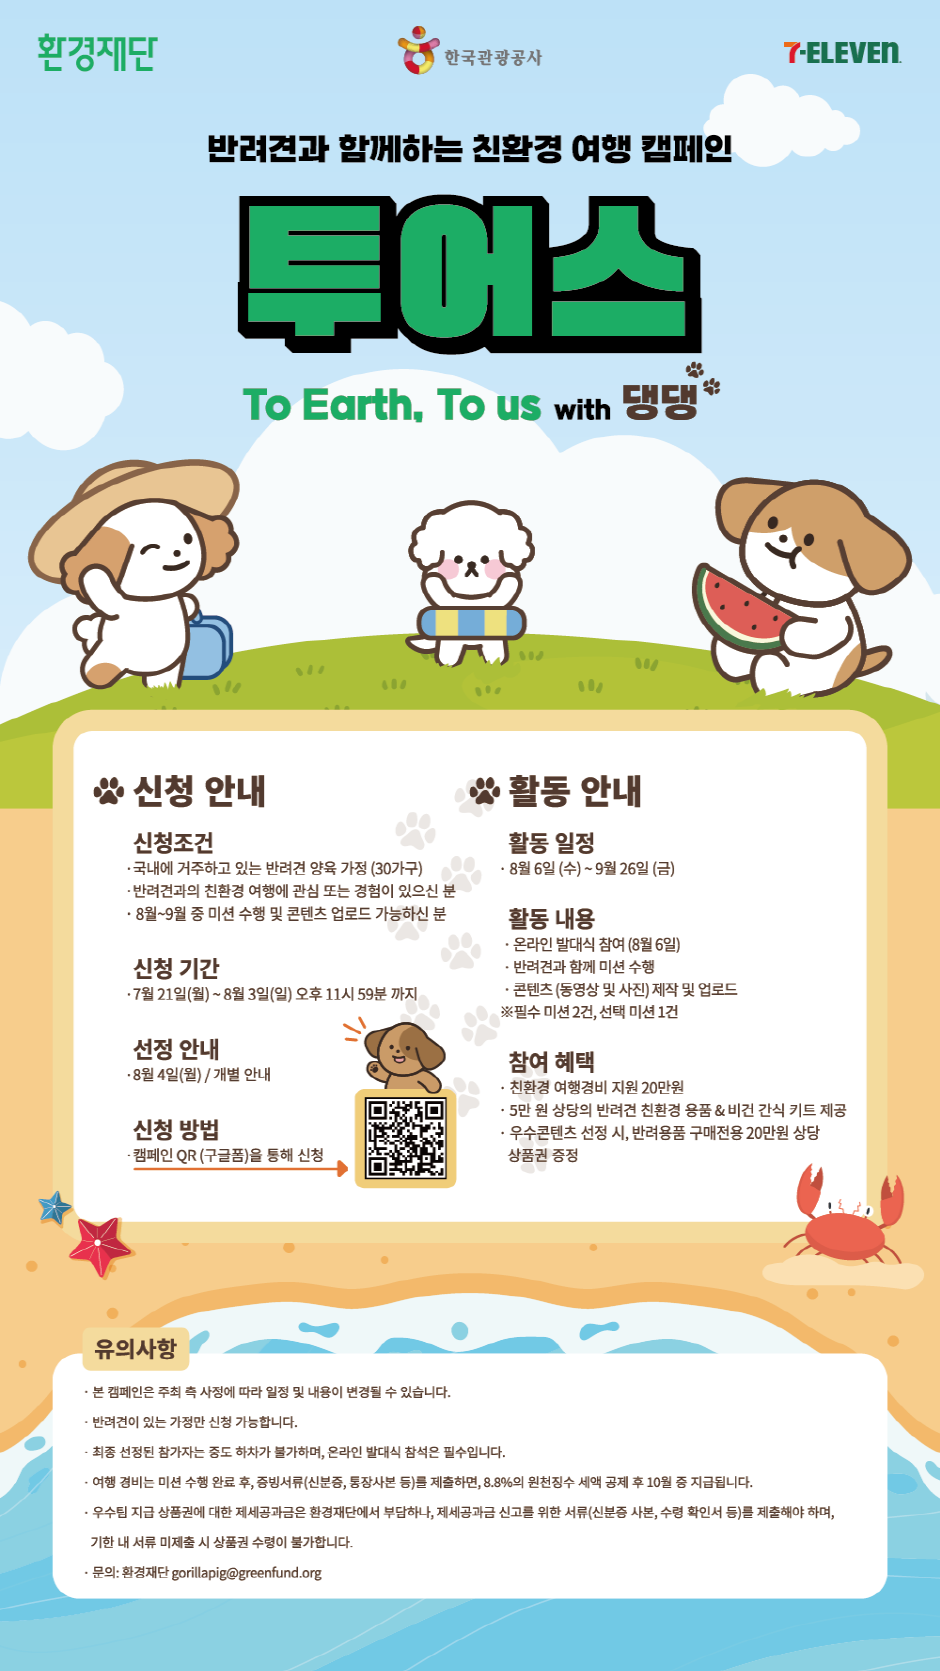 환경재단
한국관광공사
7-ELEVEN.
반려견과 함께하는 친환경 여행 캠페인
투어스
To Earth, To us with 댕댕
신청 안내
신청조건
·국내에 거주하고 있는 반려견 양육 가정 (30가구)
·반려견과의 친환경 여행에 관심 또는 경험이 있으신 분
· 8월~9월 중 미션 수행 및 콘텐츠 업로드 가능하신 분
신청 기간
·7월 21일(월) ~ 8월 3일(일) 오후 11시 59분 까지
선정 안내
·8월 4일(월) / 개별 안내
신청 방법
·캠페인 QR (구글폼)을 통해 신청
활동 안내
활동 일정
· 8월 6일 (수) ~ 9월 26일 (금)
활동 내용
· 온라인 발대식 참여 (8월 6일)
· 반려견과 함께 미션 수행
· 콘텐츠 (동영상 및 사진) 제작 및 업로드
※필수 미션 2건, 선택 미션 1건
참여 혜택
· 친환경 여행경비 지원 20만원
· 5만 원 상당의 반려견 친환경 용품 & 비건 간식 키트 제공
· 우수콘텐츠 선정 시, 반려용품 구매전용 20만원 상당
상품권 증정
유의사항
· 본 캠페인은 주최 측 사정에 따라 일정 및 내용이 변경될 수 있습니다.
· 반려견이 있는 가정만 신청 가능합니다.
· 최종 선정된 참가자는 중도 하차가 불가하며, 온라인 발대식 참석은 필수입니다.
· 여행 경비는 미션 수행 완료 후, 증빙서류(신분증, 통장사본 등)를 제출하면, 8.8%의 원천징수 세액 공제 후 10월 중 지급됩니다.
· 우수팀 지급 상품권에 대한 제세공과금은 환경재단에서 부담하나, 제세공과금 신고를 위한 서류(신분증 사본, 수령 확인서 등)를 제출해야 하며,
기한 내 서류 미제출 시 상품권 수령이 불가합니다.
· 문의: 환경재단 gorillapig@greenfund.org